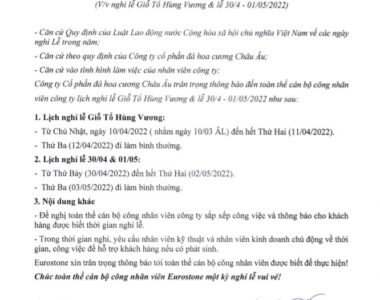 (V/v nghỉ lễ Giỗ Tổ Hùng Vương & lễ 30/4 - 01/05/2022)
- Căn cứ Quy định của Luật Lao động nước Cộng hòa xã hội chủ nghĩa Việt Nam về các ngày
nghỉ Lễ trong năm;
- Căn cứ theo quy định của Công ty cổ phần đá hoa cương Châu Âu;
- Căn cứ vào tình hình làm việc của nhân viên công ty;
Công ty Cổ phần đá hoa cương Châu Âu trân trọng thông báo đến toàn thể cán bộ công nhân
viên công ty lịch nghỉ lễ Giỗ Tổ Hùng Vương & lễ 30/4 - 01/05/2022 như sau:
1. Lịch nghỉ lễ Giỗ Tổ Hùng Vương:
- Từ Chủ Nhật, ngày 10/04/2022 ( nhằm ngày 10/03 ÂL) đến hết Thứ Hai (11/04/2022).
- Thứ Ba (12/04/2022) đi làm bình thường.
2. Lịch nghỉ lễ 30/04 & 01/05:
- Từ Thứ Bảy (30/04/2022) đến hết Thứ Hai (02/05/2022).
- Thứ Ba (03/05/2022) đi làm bình thường.
3. Nội dung khác
- Đề nghị toàn thể cán bộ công nhân viên công ty sắp xếp công việc và thông báo cho khách
hàng được biết thời gian nghỉ lễ.
- Trong thời gian nghỉ, yêu cầu nhân viên kỹ thuật và nhân viên kinh doanh chủ động về thời
gian, công việc để hỗ trợ khách hàng nếu có phát sinh.
Eurostone xin trân trọng thông báo tới toàn thể cán bộ công nhân viên được biết để thực hiện!
Chúc toàn thể cán bộ công nhân viên Eurostone một kỳ nghỉ lễ vui vẻ!